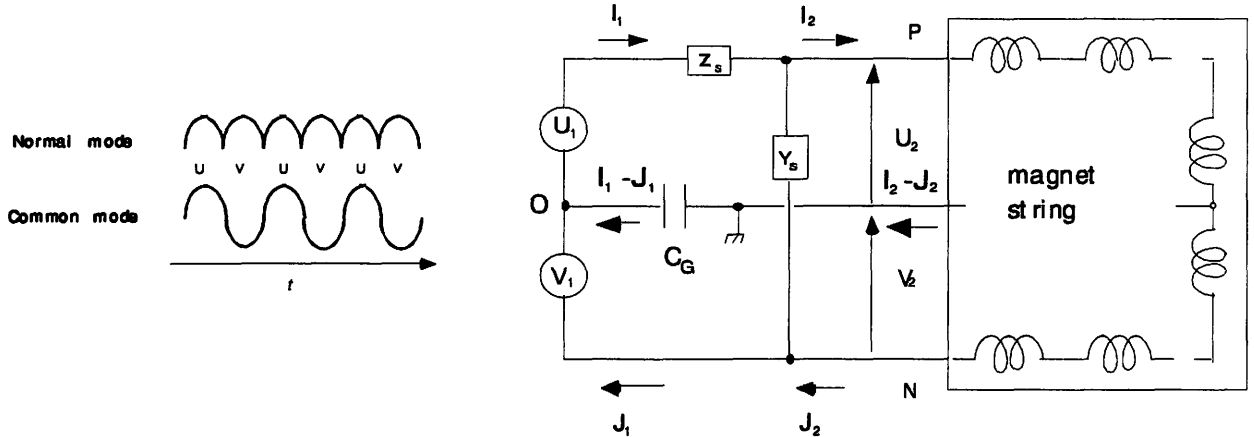 Normal mode
U V U V U V
Common mode
t
I₁
I₂
P
Zₛ
U₁
Yₛ
U₂
I₁ -J₁
I₂-J₂
magnet
string
O
C_G
V₁
V₂
N
J₁
J₂